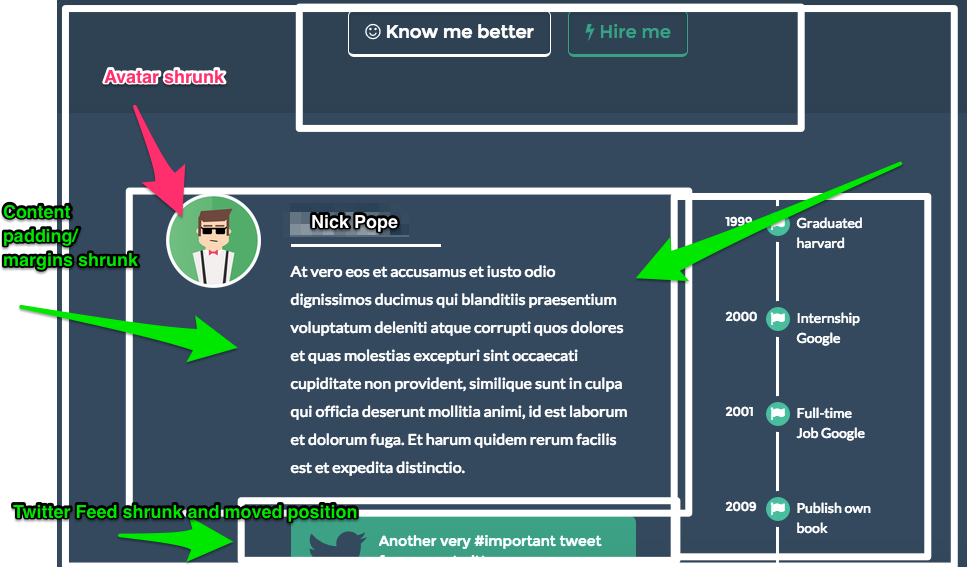 Know me better
Hire me
Avatar shrunk
Content
padding/
margins shrunk
Nick Pope
At vero eos et accusamus et iusto odio
dignissimos ducimus qui blanditiis praesentium
voluptatum deleniti atque corrupti quos dolores
et quas molestias excepturi sint occaecati
cupiditate non provident, similique sunt in culpa
qui officia deserunt mollitia animi, id est laborum
et dolorum fuga. Et harum quidem rerum facilis
est et expedita distinctio.
1999
Graduated
harvard
2000
Internship
Google
2001
Full-time
Job Google
2009
Publish own
book
Twitter Feed shrunk and moved position
Another very #important tweet